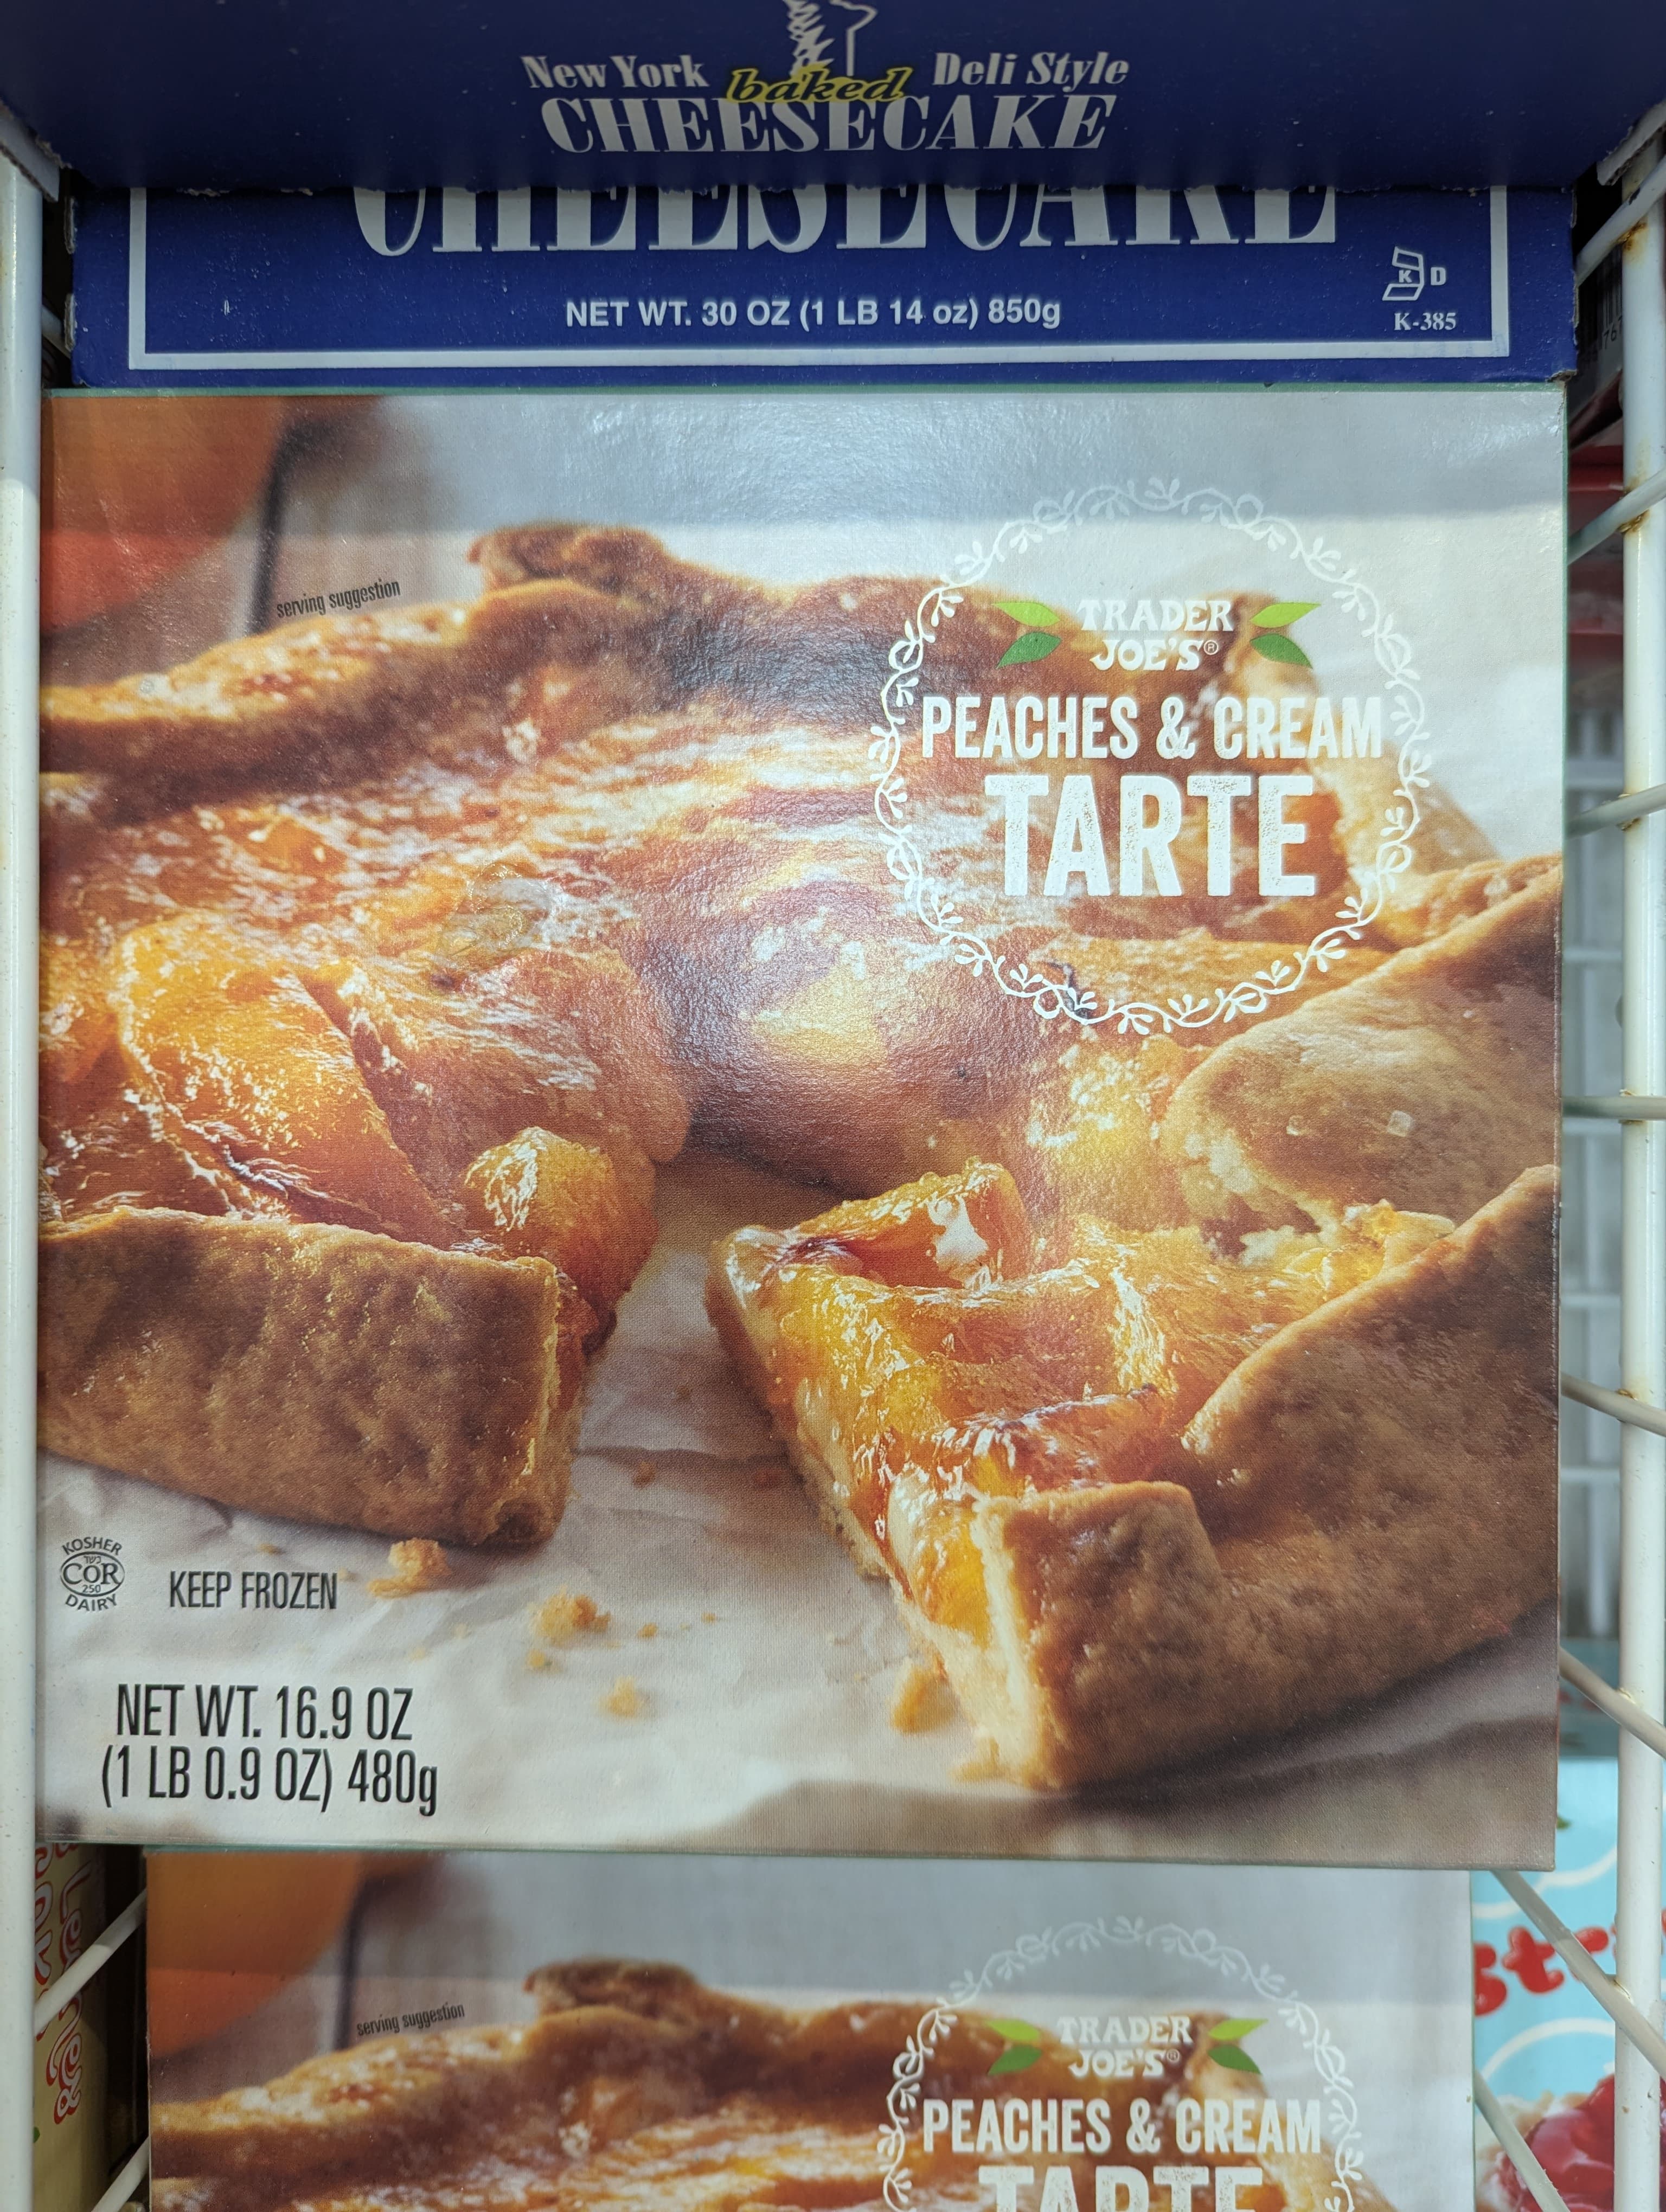 New York baked Deli Style
CHEESECAKE
CHEESECAKE
NET WT. 30 OZ (1 LB 14 oz) 850g
K D
K-385
serving suggestion
TRADER
JOE'S®
PEACHES & CREAM
TARTE
KOSHER
כשר
COR
250
DAIRY
KEEP FROZEN
NET WT. 16.9 OZ
(1 LB 0.9 OZ) 480g
serving suggestion
TRADER
JOE'S®
PEACHES & CREAM
TARTE